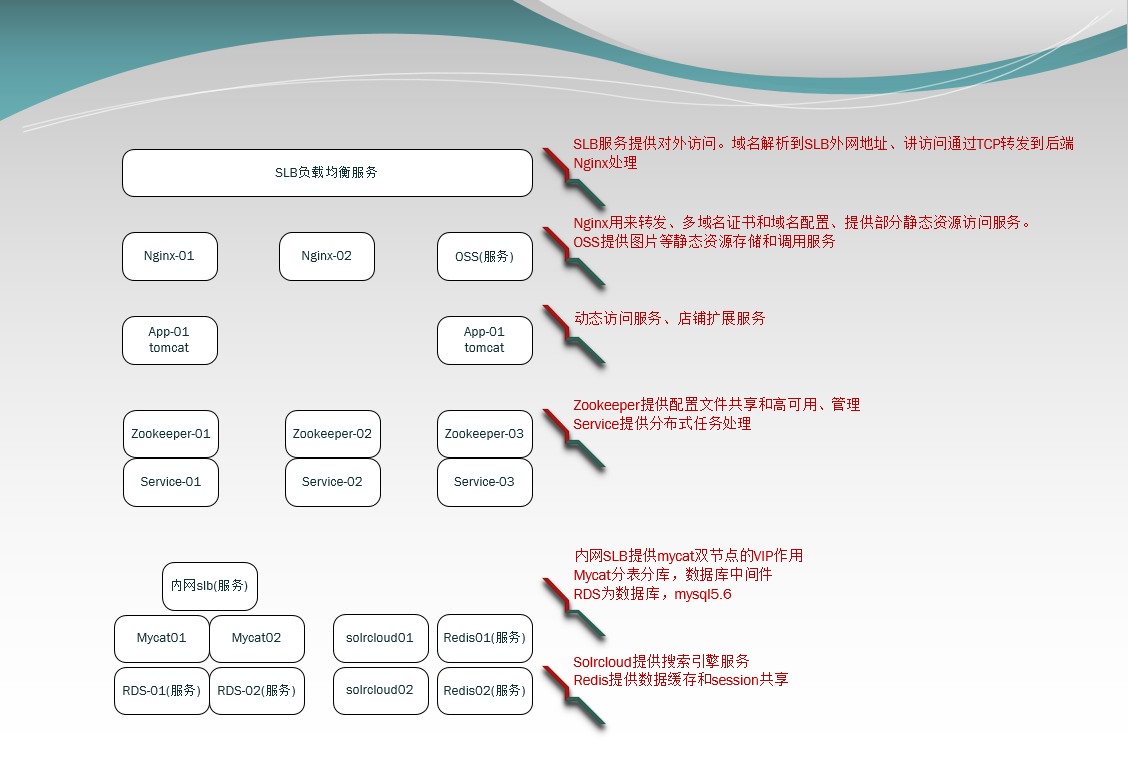 SLB服务提供对外访问。域名解析到SLB外网地址、讲访问通过TCP转发到后端
Nginx处理
SLB负载均衡服务
Nginx用来转发、多域名证书和域名配置、提供部分静态资源访问服务。
OSS提供图片等静态资源存储和调用服务
Nginx-01
Nginx-02
OSS(服务)
动态访问服务、店铺扩展服务
App-01
tomcat
App-01
tomcat
Zookeeper提供配置文件共享和高可用、管理
Service提供分布式任务处理
Zookeeper-01
Zookeeper-02
Zookeeper-03
Service-01
Service-02
Service-03
内网SLB提供mycat双节点的VIP作用
Mycat分表分库，数据库中间件
RDS为数据库，mysql5.6
内网slb(服务)
Mycat01
Mycat02
solrcloud01
Redis01(服务)
Solrcloud提供搜索引擎服务
Redis提供数据缓存和session共享
RDS-01(服务)
RDS-02(服务)
solrcloud02
Redis02(服务)